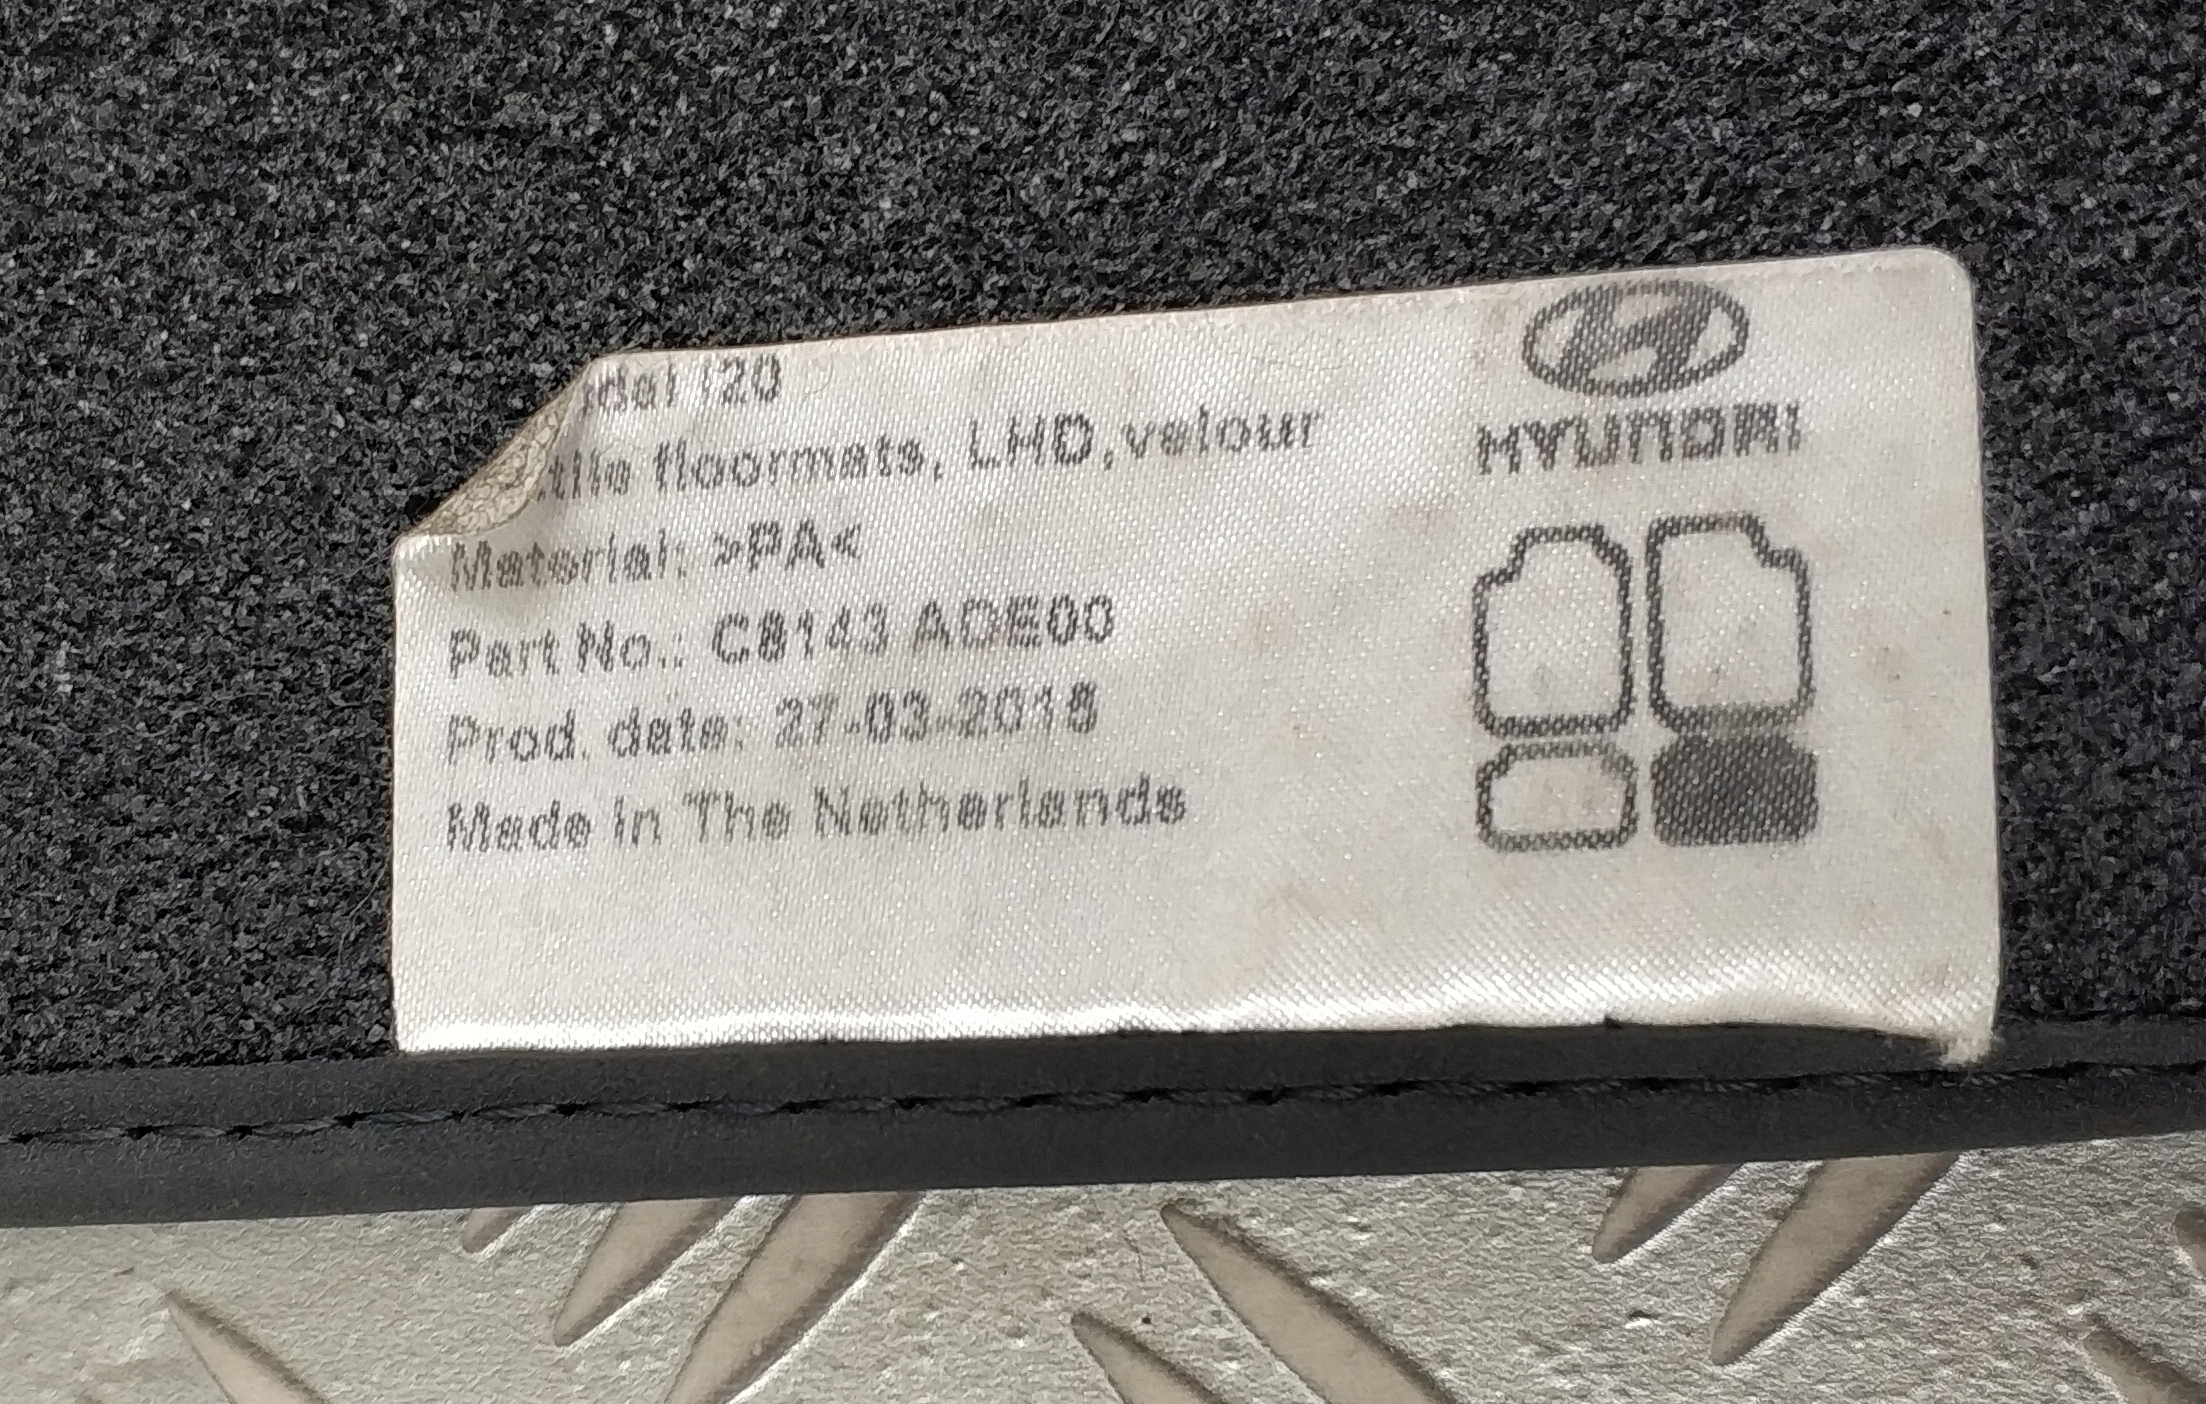 i20
floormats, LHD, velour
Material: >PA<
Part No.: C8143 ADE00
Prod. date: 27-03-2018
Made in The Netherlands
HYUNDAI